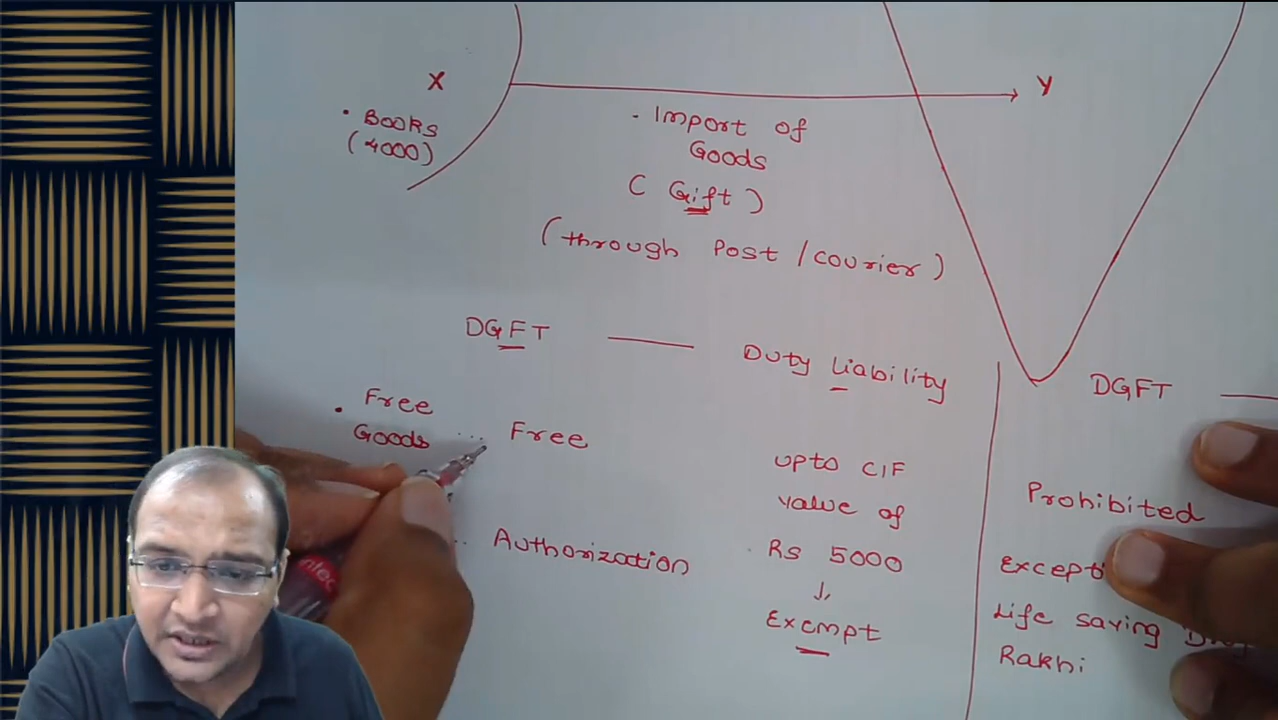 X
Y
• Books
(4000)
• Import of
Goods
( Gift )
(through Post / courier)
DGFT
Duty Liability
DGFT
• Free
Goods
... Free
upto CIF
value of
Rs 5000
↓
Exempt
Authorization
Prohibited
Except
Life saving
Rakhi